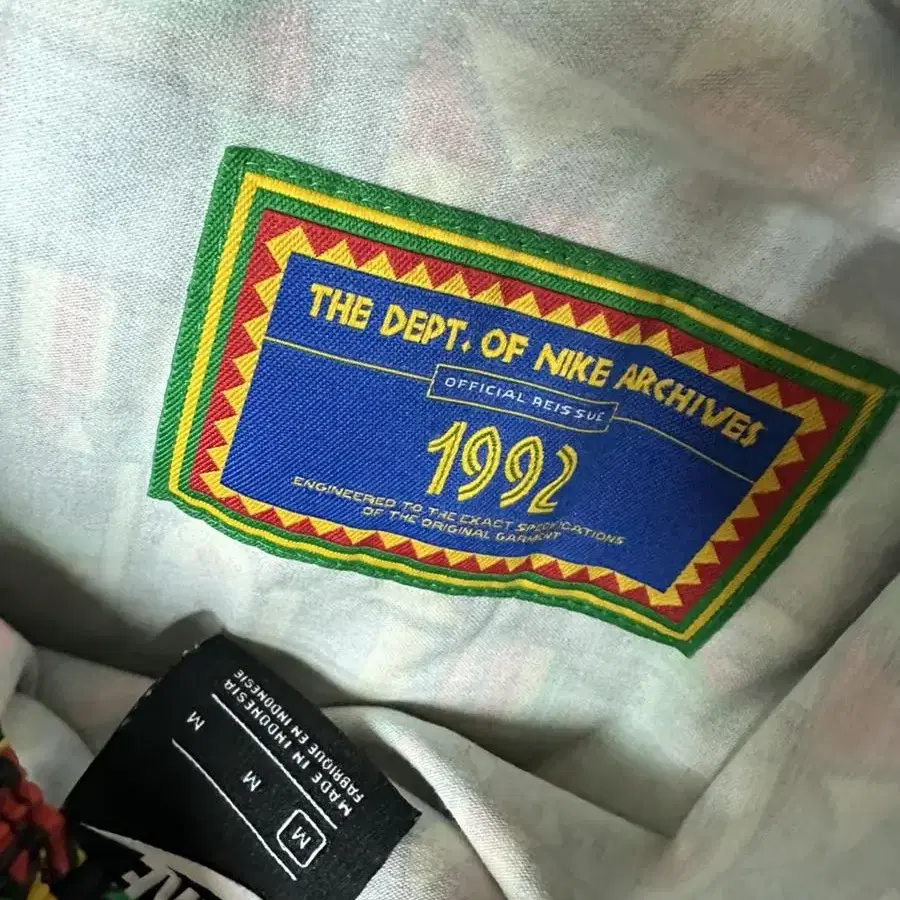 THE DEPT. OF NIKE ARCHIVES
OFFICIAL REISSUE
1992
ENGINEERED TO THE EXACT SPECIFICATIONS
OF THE ORIGINAL GARMENT
MADE IN INDONESIA
FABRIQUE EN INDONESIE
M
M
M